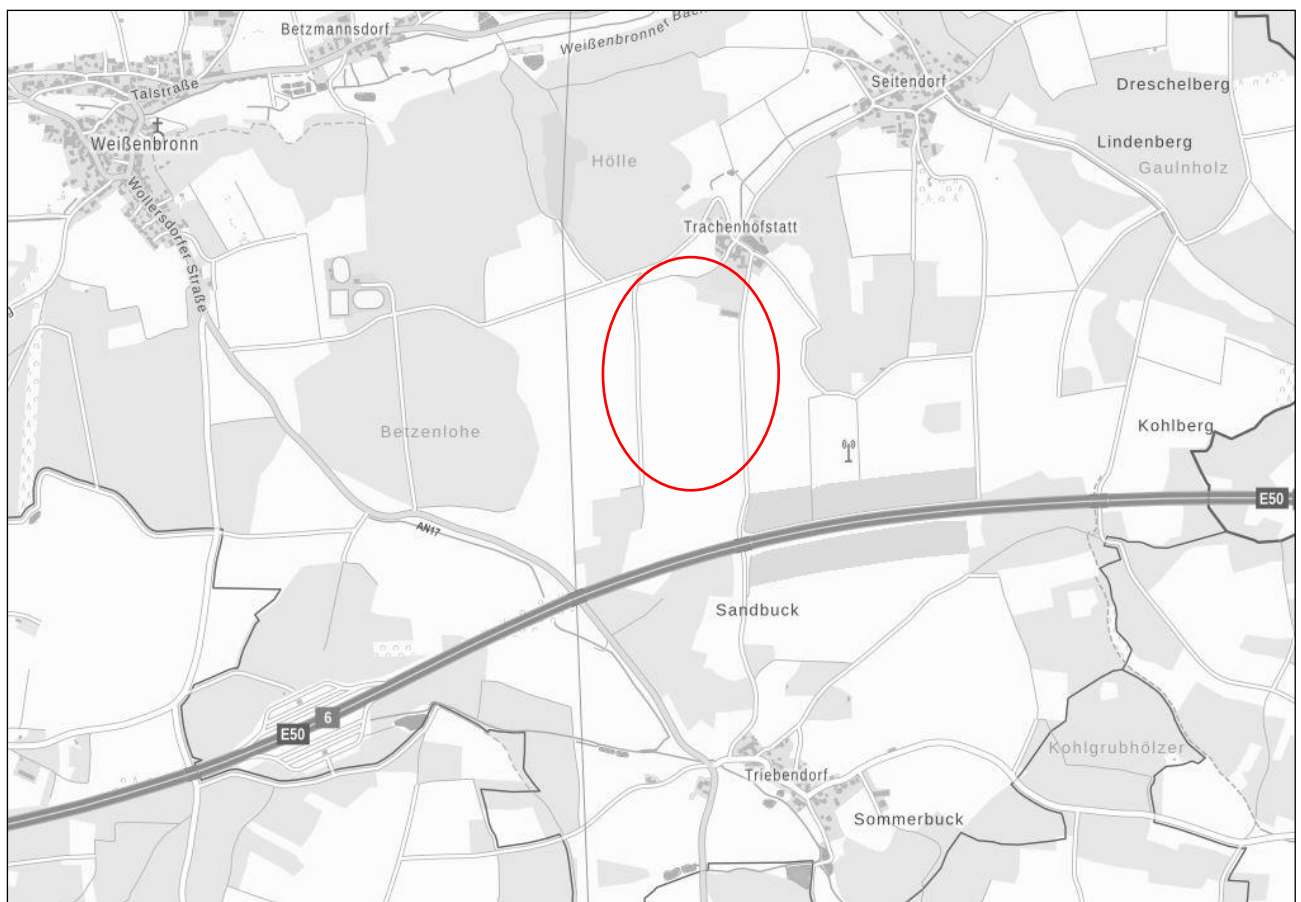 Betzmannsdorf
Weißenbronner Bach
Talstraße
Seitendorf
Dreschelberg
Weißenbronn
Lindenberg
Hölle
Gaulnholz
Wollersdorfer Straße
Trachenhöfstatt
Betzenlohe
Kohlberg
E50
AN17
Sandbuck
6
E50
Kohlgrubhölzer
Triebendorf
Sommerbuck